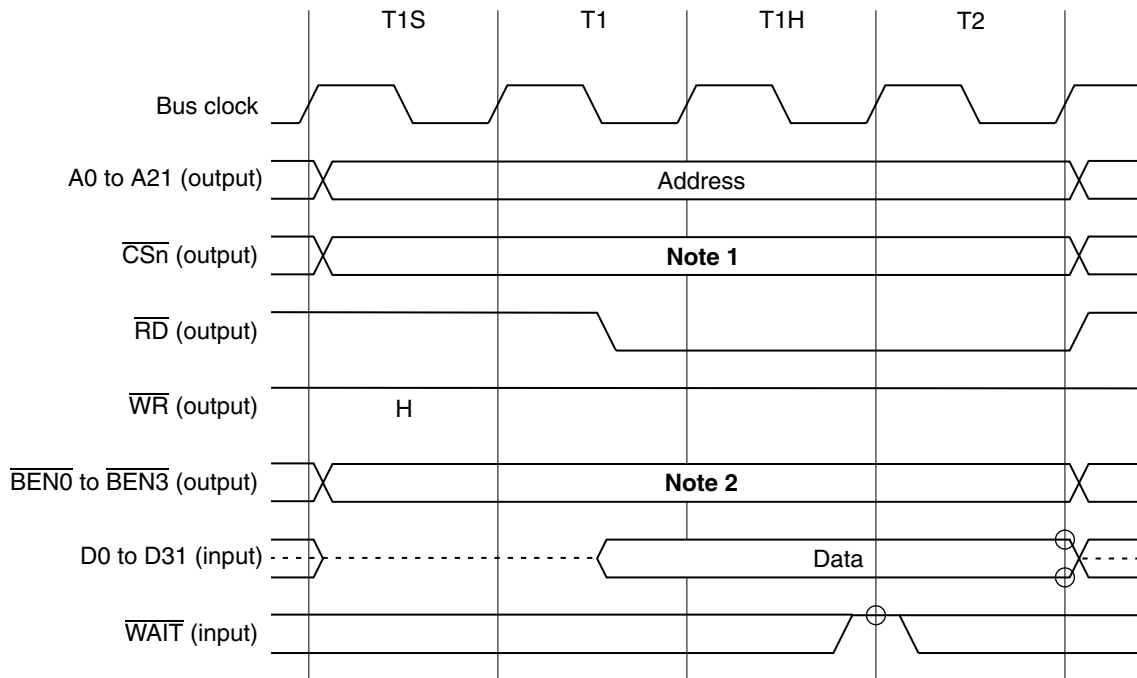 T1S T1 T1H T2
Bus clock
A0 to A21 (output) Address
CSn (output) Note 1
RD (output)
WR (output) H
BEN0 to BEN3 (output) Note 2
D0 to D31 (input) Data
WAIT (input)